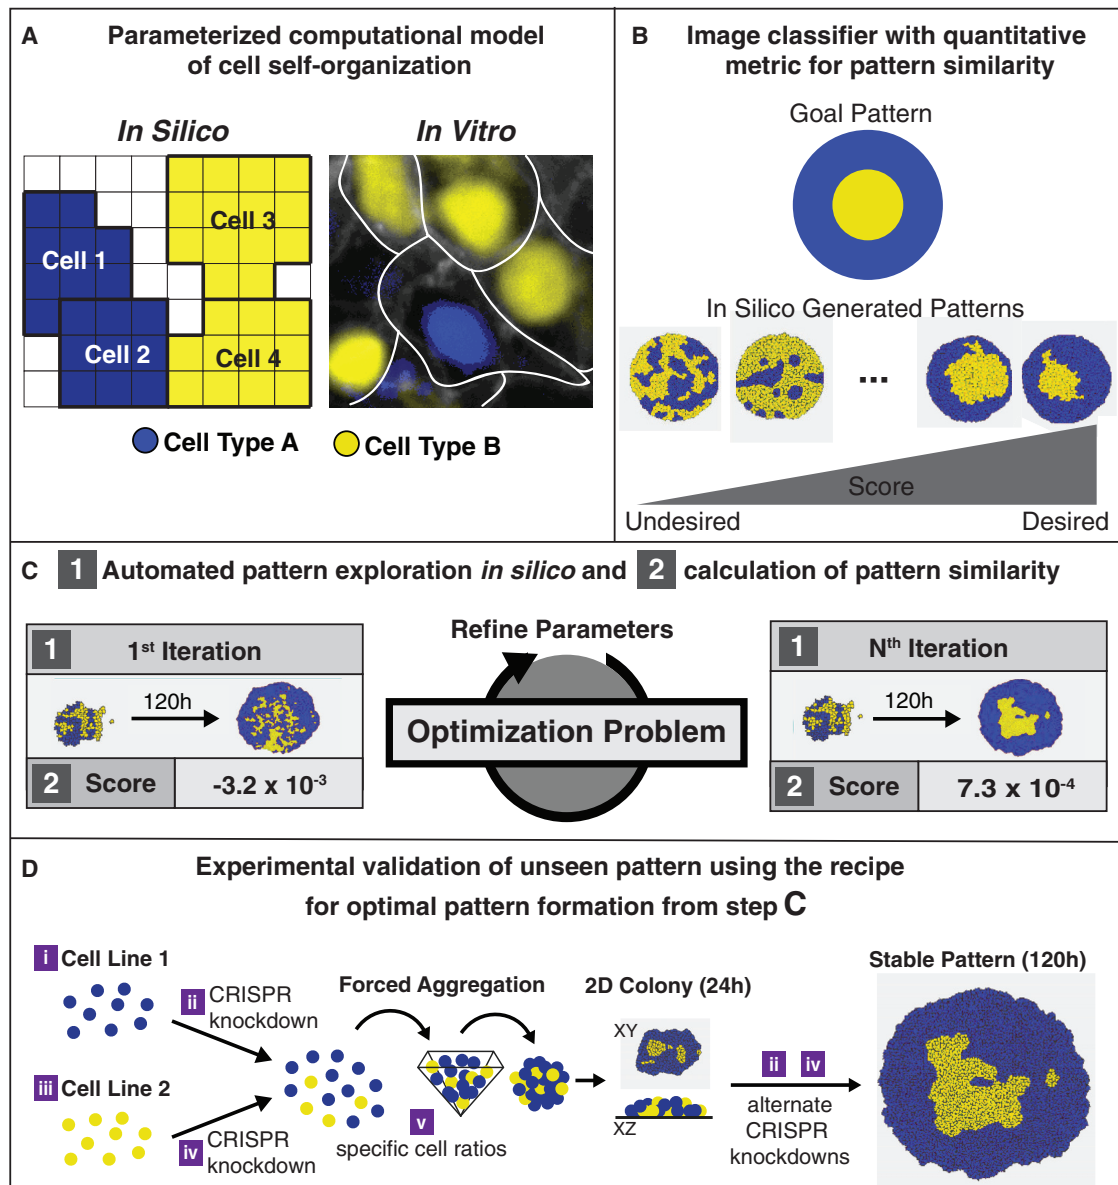 A
Parameterized computational model
of cell self-organization
In Silico
In Vitro
Cell 1
Cell 2
Cell 3
Cell 4
Cell Type A
Cell Type B
B
Image classifier with quantitative
metric for pattern similarity
Goal Pattern
In Silico Generated Patterns
...
Score
Undesired
Desired
C 1 Automated pattern exploration in silico and 2 calculation of pattern similarity
1 1st Iteration
120h
2 Score -3.2 x 10-3
Refine Parameters
Optimization Problem
1 Nth Iteration
120h
2 Score 7.3 x 10-4
D
Experimental validation of unseen pattern using the recipe
for optimal pattern formation from step C
i Cell Line 1
ii CRISPR
knockdown
iii Cell Line 2
iv CRISPR
knockdown
Forced Aggregation
v
specific cell ratios
2D Colony (24h)
XY
XZ
ii iv
alternate
CRISPR
knockdowns
Stable Pattern (120h)